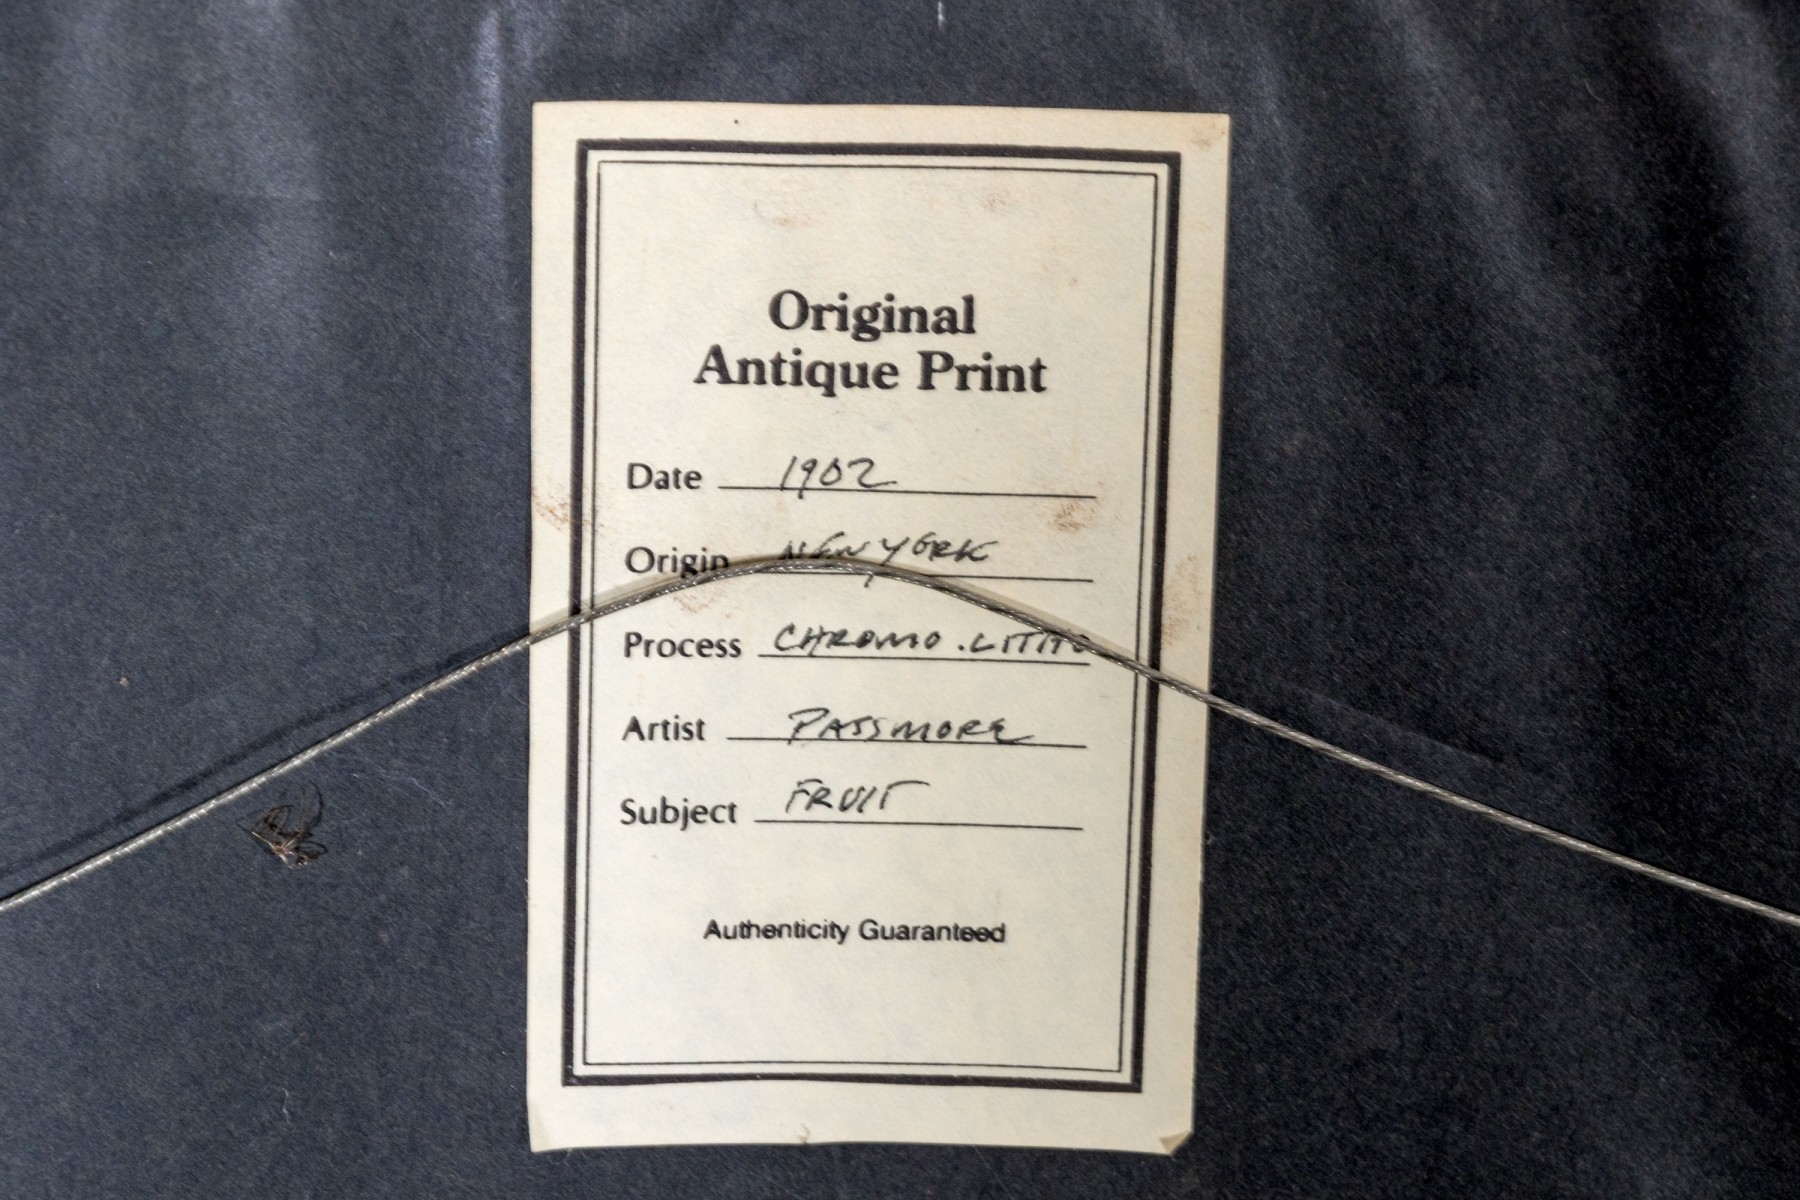 Original
Antique Print
Date 1902
Origin NEW YORK
Process CHROMO.LITHO
Artist PASSMORE
Subject FRUIT
Authenticity Guaranteed